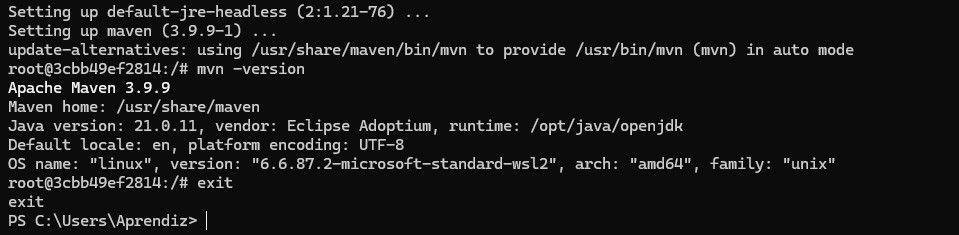 Setting up default-jre-headless (2:1.21-76) ...
Setting up maven (3.9.9-1) ...
update-alternatives: using /usr/share/maven/bin/mvn to provide /usr/bin/mvn (mvn) in auto mode
root@3cbb49ef2814:/# mvn -version
Apache Maven 3.9.9
Maven home: /usr/share/maven
Java version: 21.0.11, vendor: Eclipse Adoptium, runtime: /opt/java/openjdk
Default locale: en, platform encoding: UTF-8
OS name: "linux", version: "6.6.87.2-microsoft-standard-wsl2", arch: "amd64", family: "unix"
root@3cbb49ef2814:/# exit
exit
PS C:\Users\Aprendiz>